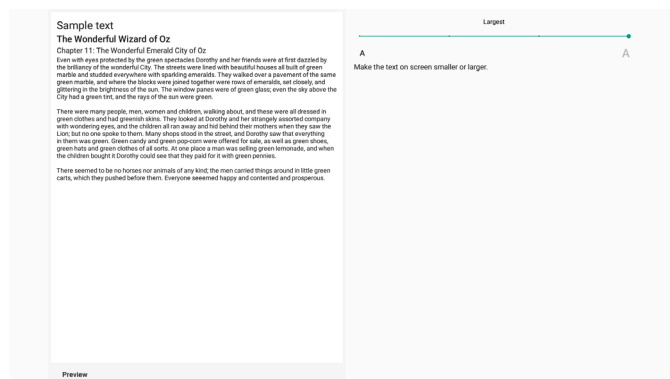 Sample text
The Wonderful Wizard of Oz
Chapter 11: The Wonderful Emerald City of Oz
Even with eyes protected by the green spectacles Dorothy and her friends were at first dazzled by
the brilliancy of the wonderful City. The streets were lined with beautiful houses all built of green
marble and studded everywhere with sparkling emeralds. They walked over a pavement of the same
green marble, and where the blocks were joined together were rows of emeralds, set closely, and
glittering in the brightness of the sun. The window panes were of green glass; even the sky above the
City had a green tint, and the rays of the sun were green.
There were many people, men, women and children, walking about, and these were all dressed in
green clothes and had greenish skins. They looked at Dorothy and her strangely assorted company
with wondering eyes, and the children all ran away and hid behind their mothers when they saw the
Lion; but no one spoke to them. Many shops stood in the street, and Dorothy saw that everything
in them was green. Green candy and green pop-corn were offered for sale, as well as green shoes,
green hats and green clothes of all sorts. At one place a man was selling green lemonade, and when
the children bought it Dorothy could see that they paid for it with green pennies.
There seemed to be no horses nor animals of any kind; the men carried things around in little green
carts, which they pushed before them. Everyone seeemed happy and contented and prosperous.
Preview
Largest
A
A
Make the text on screen smaller or larger.